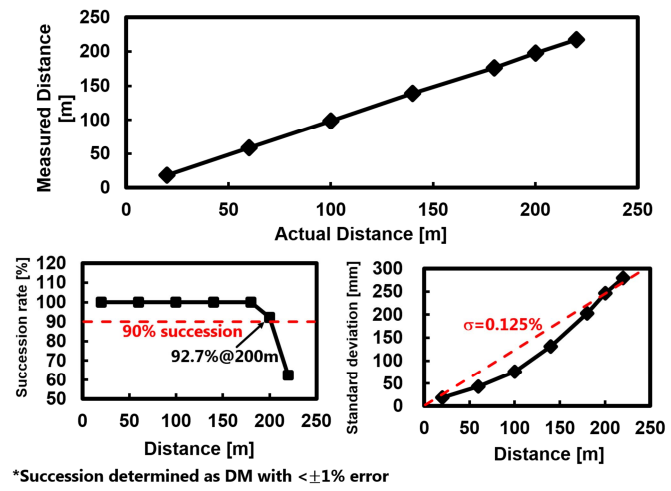 250
200
150
100
50
0
Measured Distance
[m]
0 50 100 150 200 250
Actual Distance [m]
120
110
100
90
80
70
60
50
Succession rate [%]
90% succession
92.7%@200m
0 50 100 150 200 250
Distance [m]
300
250
200
150
100
50
0
Standard deviation [mm]
σ=0.125%
0 50 100 150 200 250
Distance [m]
*Succession determined as DM with <±1% error